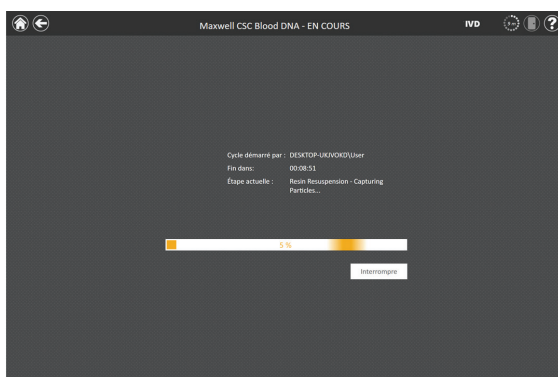 Maxwell CSC Blood DNA - EN COURS
IVD
?
Cycle démarré par : DESKTOP-UKJVOKD\User
Fin dans: 00:08:51
Étape actuelle : Resin Resuspension - Capturing
Particles...
5 %
Interrompre